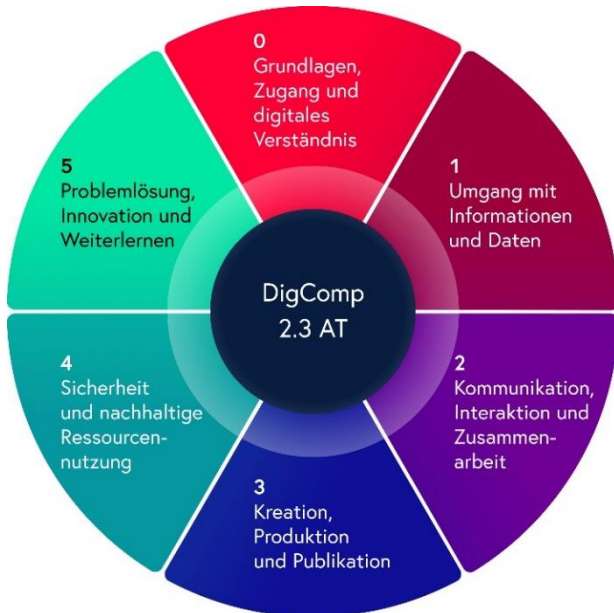 0
Grundlagen,
Zugang und
digitales
Verständnis
1
Umgang mit
Informationen
und Daten
2
Kommunikation,
Interaktion und
Zusammen-
arbeit
3
Kreation,
Produktion
und Publikation
4
Sicherheit
und nachhaltige
Ressourcen-
nutzung
5
Problemlösung,
Innovation und
Weiterlernen
DigComp
2.3 AT